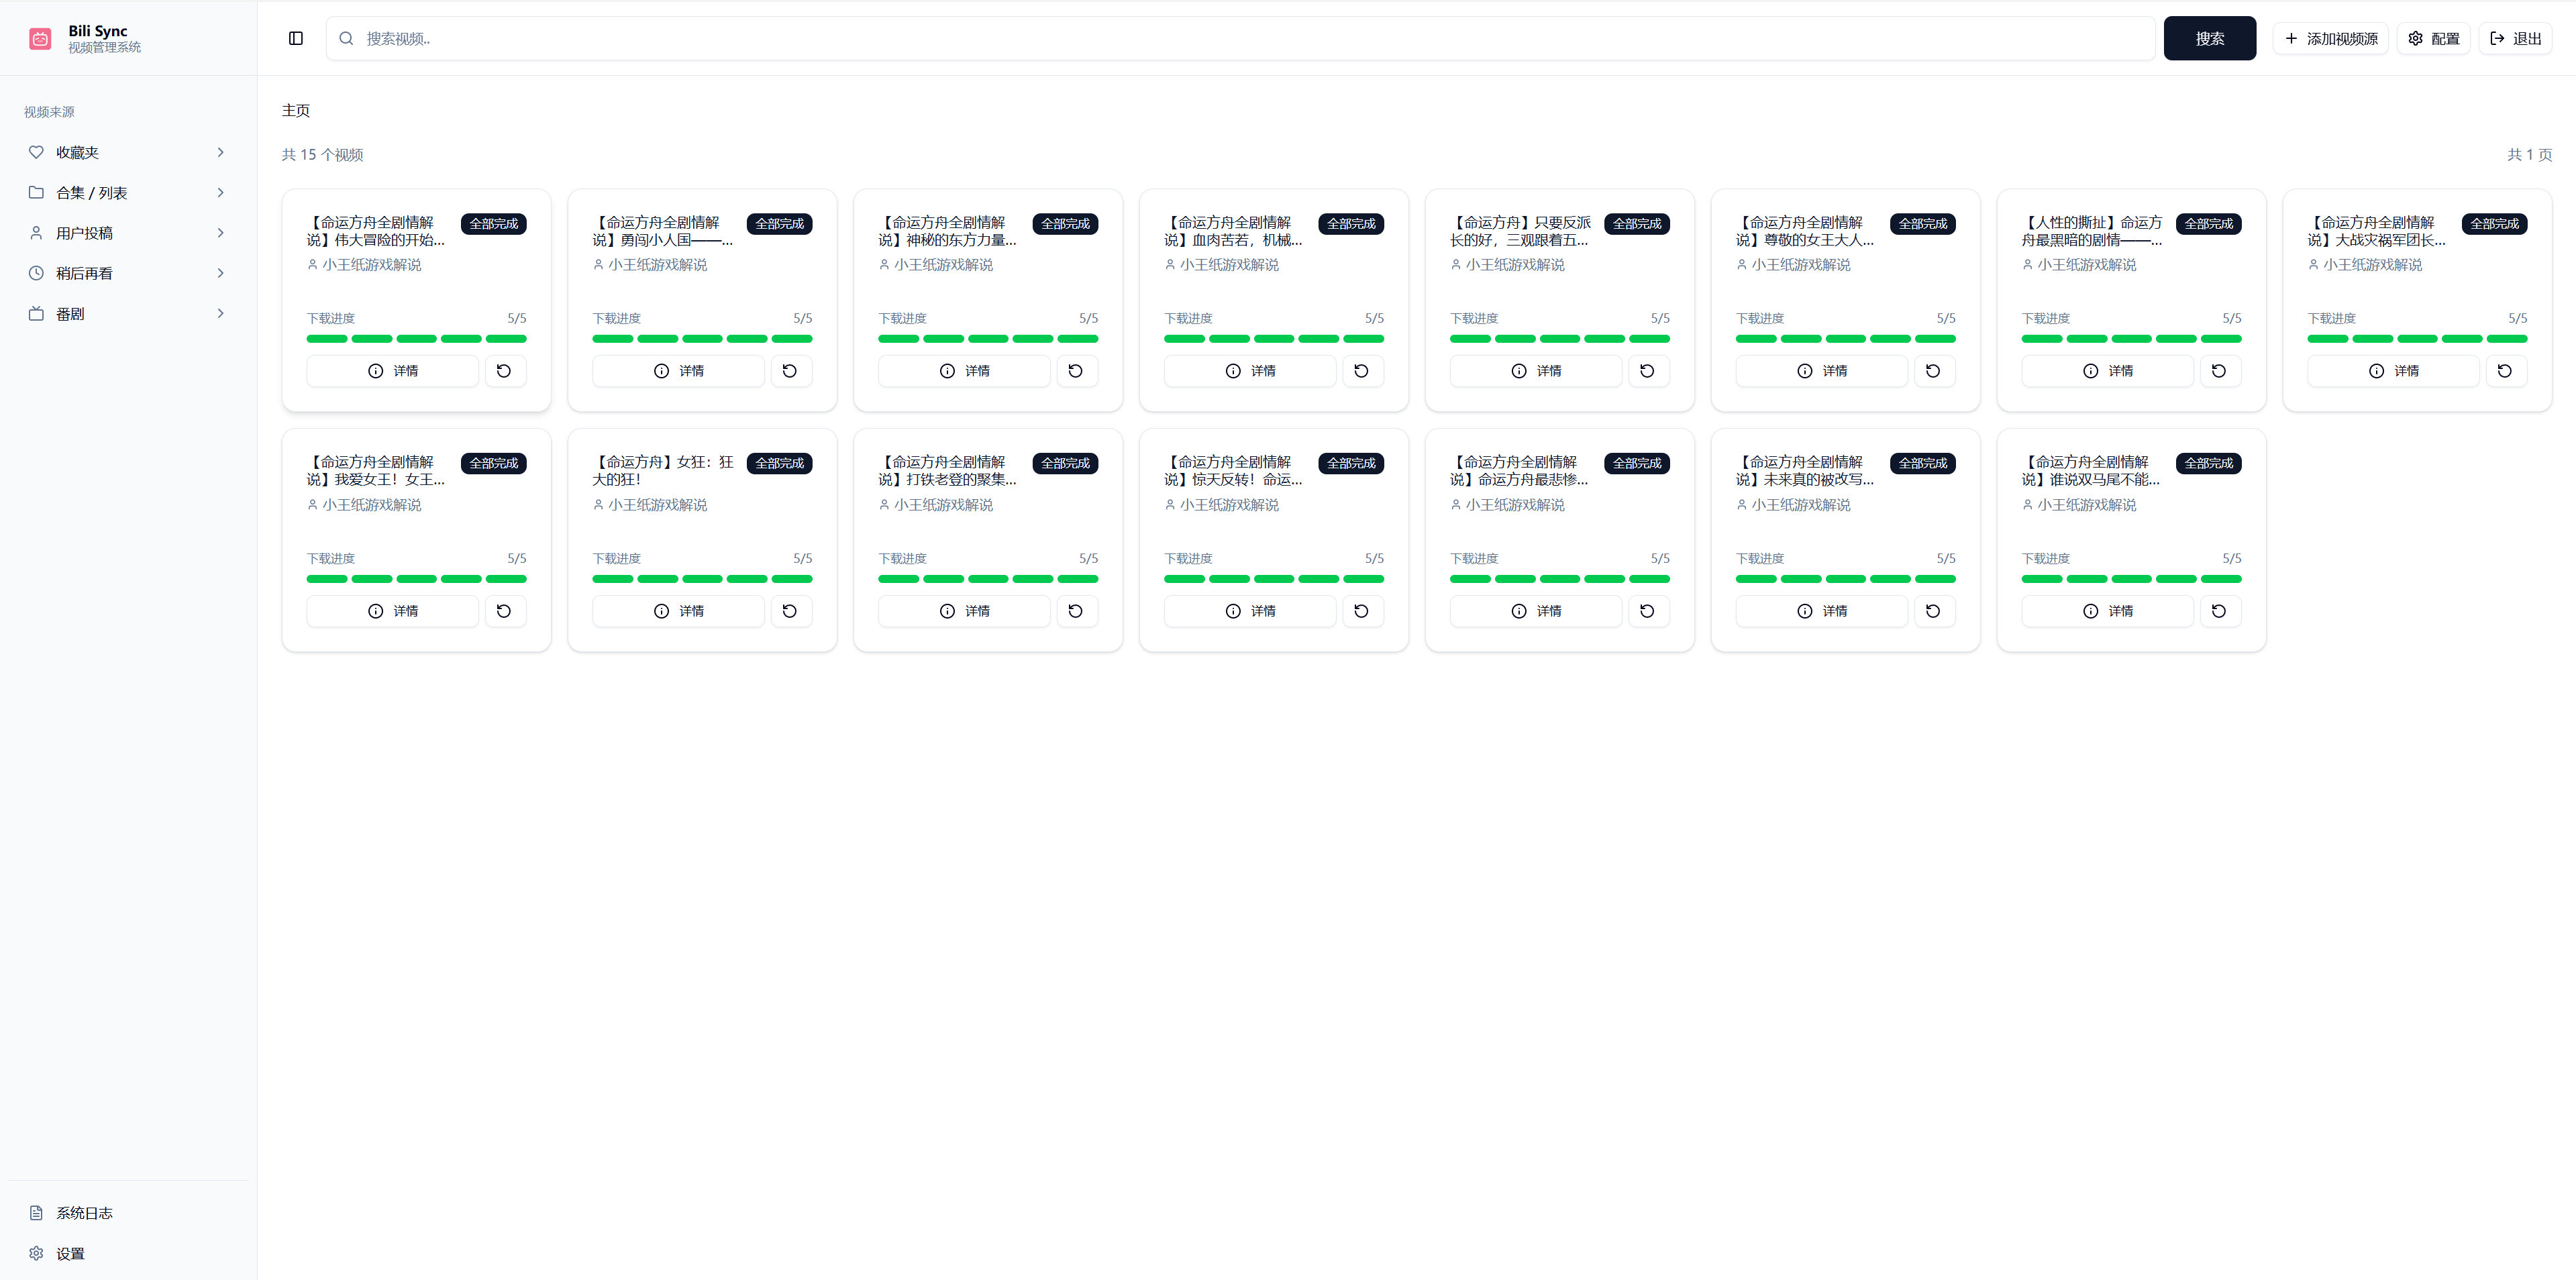 Bili Sync
视频管理系统
搜索视频..
搜索
添加视频源
配置
退出
视频来源
收藏夹
合集 / 列表
用户投稿
稍后再看
番剧
系统日志
设置
主页
共 15 个视频
共 1 页
【命运方舟全剧情解
说】伟大冒险的开始...
全部完成
小王纸游戏解说
下载进度
5/5
详情
【命运方舟全剧情解
说】勇闯小人国——...
全部完成
小王纸游戏解说
下载进度
5/5
详情
【命运方舟全剧情解
说】神秘的东方力量...
全部完成
小王纸游戏解说
下载进度
5/5
详情
【命运方舟全剧情解
说】血肉苦若，机械...
全部完成
小王纸游戏解说
下载进度
5/5
详情
【命运方舟】只要反派
长的好，三观跟着五...
全部完成
小王纸游戏解说
下载进度
5/5
详情
【命运方舟全剧情解
说】尊敬的女王大人...
全部完成
小王纸游戏解说
下载进度
5/5
详情
【人性的撕扯】命运方
舟最黑暗的剧情——...
全部完成
小王纸游戏解说
下载进度
5/5
详情
【命运方舟全剧情解
说】大战灾祸军团长...
全部完成
小王纸游戏解说
下载进度
5/5
详情
【命运方舟全剧情解
说】我爱女王！女王...
全部完成
小王纸游戏解说
下载进度
5/5
详情
【命运方舟】女狂：狂
大的狂！
全部完成
小王纸游戏解说
下载进度
5/5
详情
【命运方舟全剧情解
说】打铁老登的聚集...
全部完成
小王纸游戏解说
下载进度
5/5
详情
【命运方舟全剧情解
说】惊天反转！命运...
全部完成
小王纸游戏解说
下载进度
5/5
详情
【命运方舟全剧情解
说】命运方舟最悲惨...
全部完成
小王纸游戏解说
下载进度
5/5
详情
【命运方舟全剧情解
说】未来真的被改写...
全部完成
小王纸游戏解说
下载进度
5/5
详情
【命运方舟全剧情解
说】谁说双马尾不能...
全部完成
小王纸游戏解说
下载进度
5/5
详情